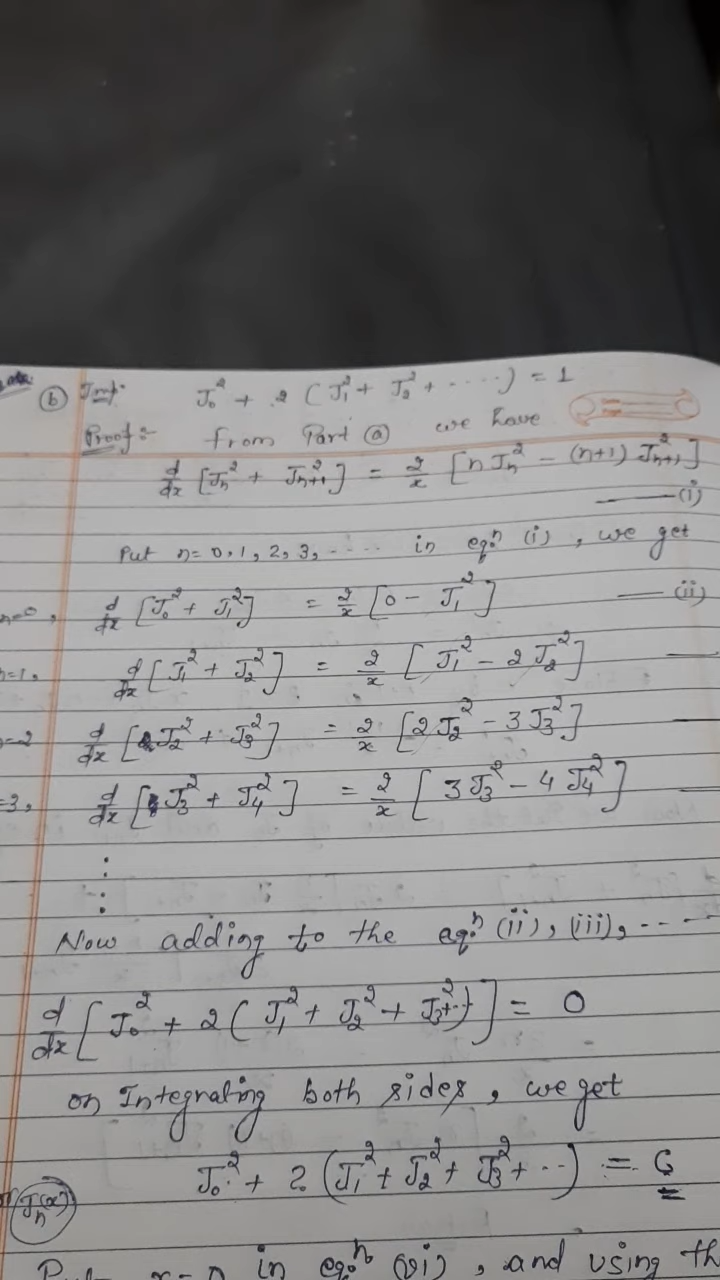 (b) Imp. J₀² + 2 (J₁² + J₂² + .....) = 1
Proof:- from Part (a) we have
d/dx [Jn² + Jn+1²] = 2/x [n Jn² - (n+1) Jn+1²]
—(i)
Put n=0,1,2,3,.... in eqⁿ (i), we get
n=0, d/dx [J₀² + J₁²] = 2/x [0 - J₁²] —(ii)
n=1, d/dx [J₁² + J₂²] = 2/x [J₁² - 2J₂²] —
n=2 d/dx [J₂² + J₃²] = 2/x [2J₂² - 3J₃²] —
=3, d/dx [J₃² + J₄²] = 2/x [3J₃² - 4J₄²] —
⋮
Now adding to the eqⁿ (ii), (iii), ----
d/dx [J₀² + 2(J₁² + J₂² + J₃²+..)] = 0
on Integrating both sides, we get
J₀² + 2(J₁² + J₂² + J₃² + ...) = C
Jn(x)
in eqⁿ (vi), and using th